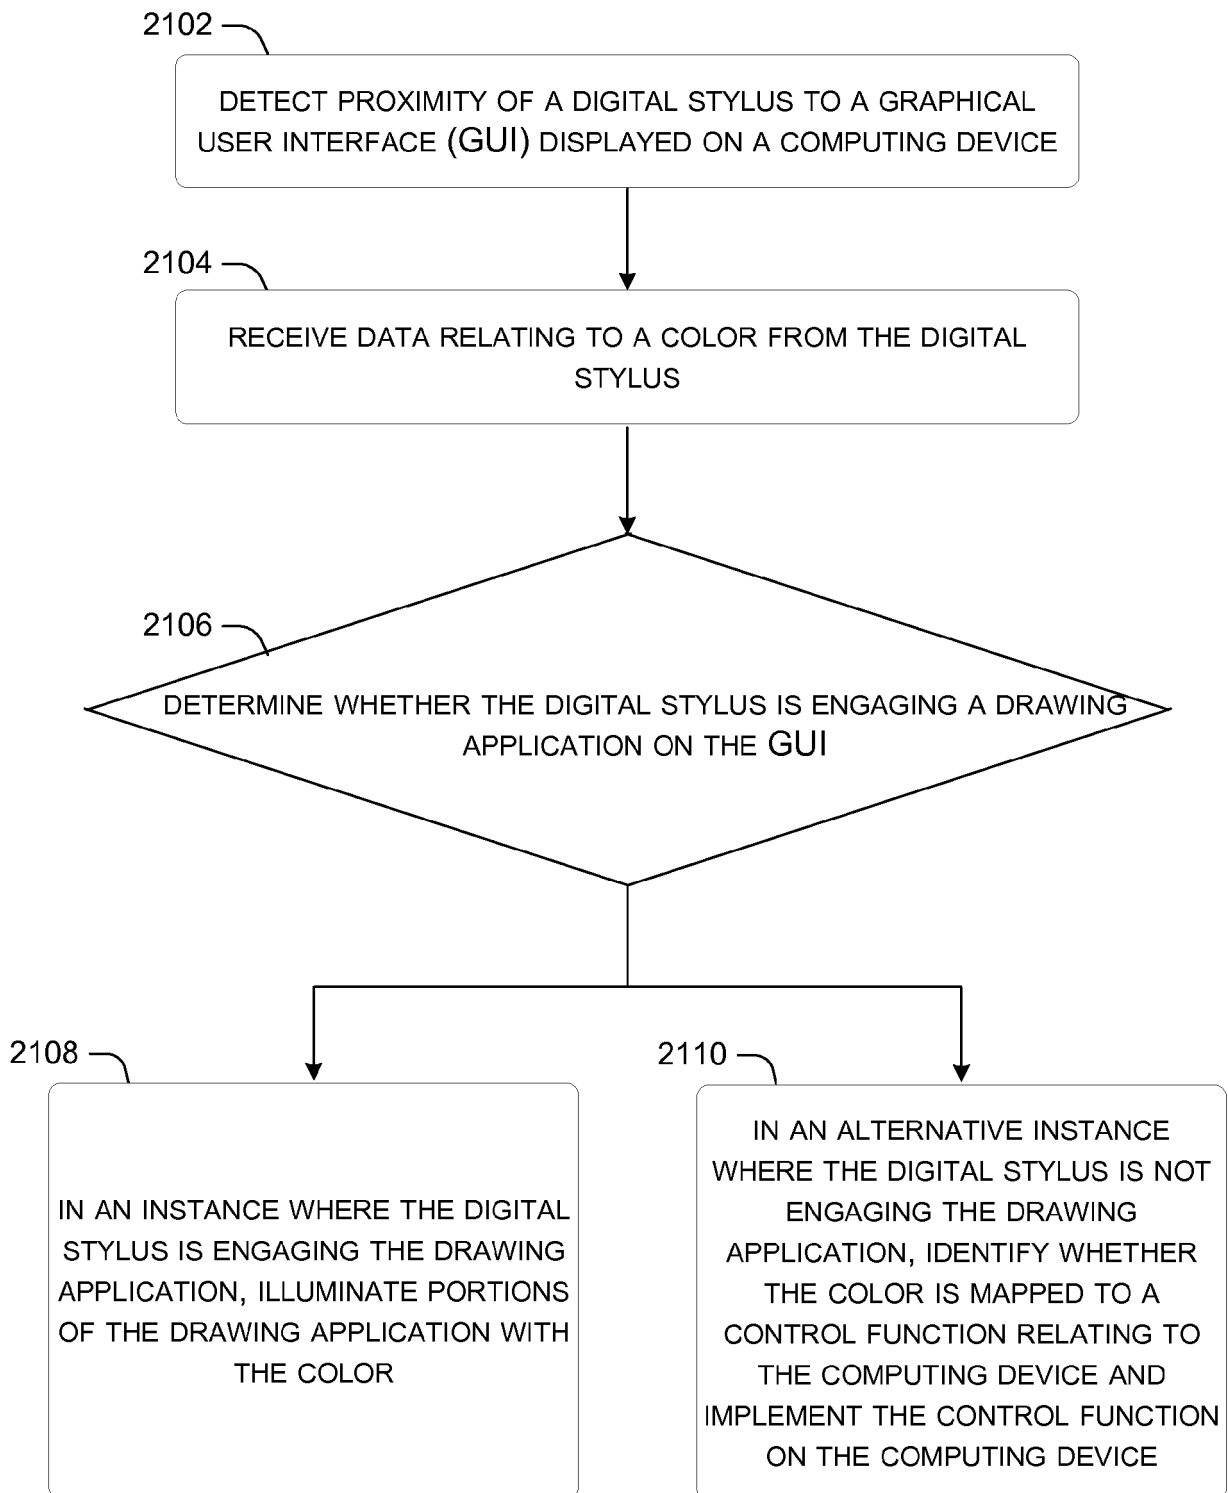 2102
DETECT PROXIMITY OF A DIGITAL STYLUS TO A GRAPHICAL
USER INTERFACE (GUI) DISPLAYED ON A COMPUTING DEVICE
2104
RECEIVE DATA RELATING TO A COLOR FROM THE DIGITAL
STYLUS
2106
DETERMINE WHETHER THE DIGITAL STYLUS IS ENGAGING A DRAWING
APPLICATION ON THE GUI
2108
IN AN INSTANCE WHERE THE DIGITAL
STYLUS IS ENGAGING THE DRAWING
APPLICATION, ILLUMINATE PORTIONS
OF THE DRAWING APPLICATION WITH
THE COLOR
2110
IN AN ALTERNATIVE INSTANCE
WHERE THE DIGITAL STYLUS IS NOT
ENGAGING THE DRAWING
APPLICATION, IDENTIFY WHETHER
THE COLOR IS MAPPED TO A
CONTROL FUNCTION RELATING TO
THE COMPUTING DEVICE AND
IMPLEMENT THE CONTROL FUNCTION
ON THE COMPUTING DEVICE